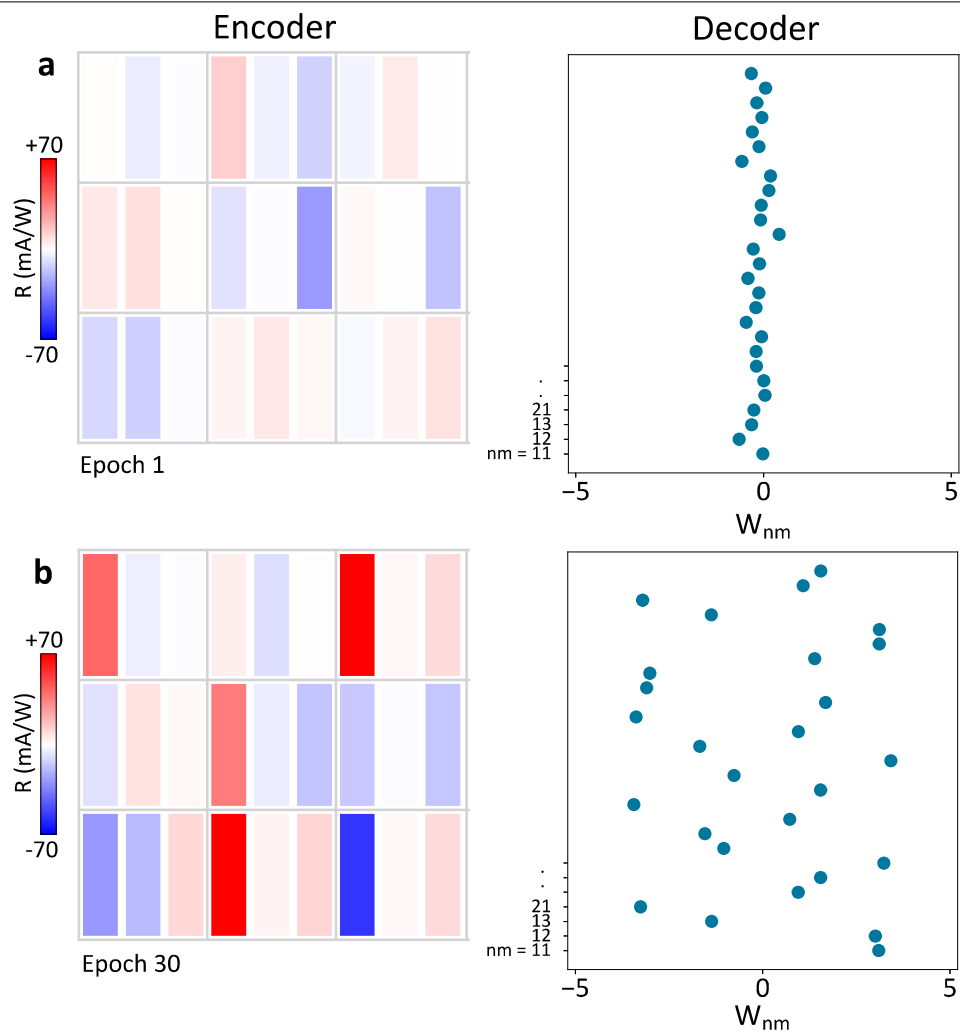 Encoder
Decoder
a
+70
R (mA/W)
-70
Epoch 1
.
.
21
13
12
nm = 11
−5
0
5
Wnm
b
+70
R (mA/W)
-70
Epoch 30
.
.
21
13
12
nm = 11
−5
0
5
Wnm